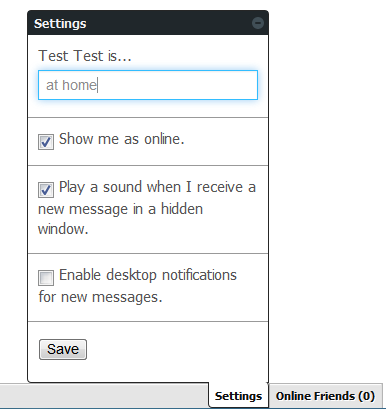 Settings
Test Test is...
at home
Show me as online.
Play a sound when I receive a
new message in a hidden
window.
Enable desktop notifications
for new messages.
Save
Settings
Online Friends (0)